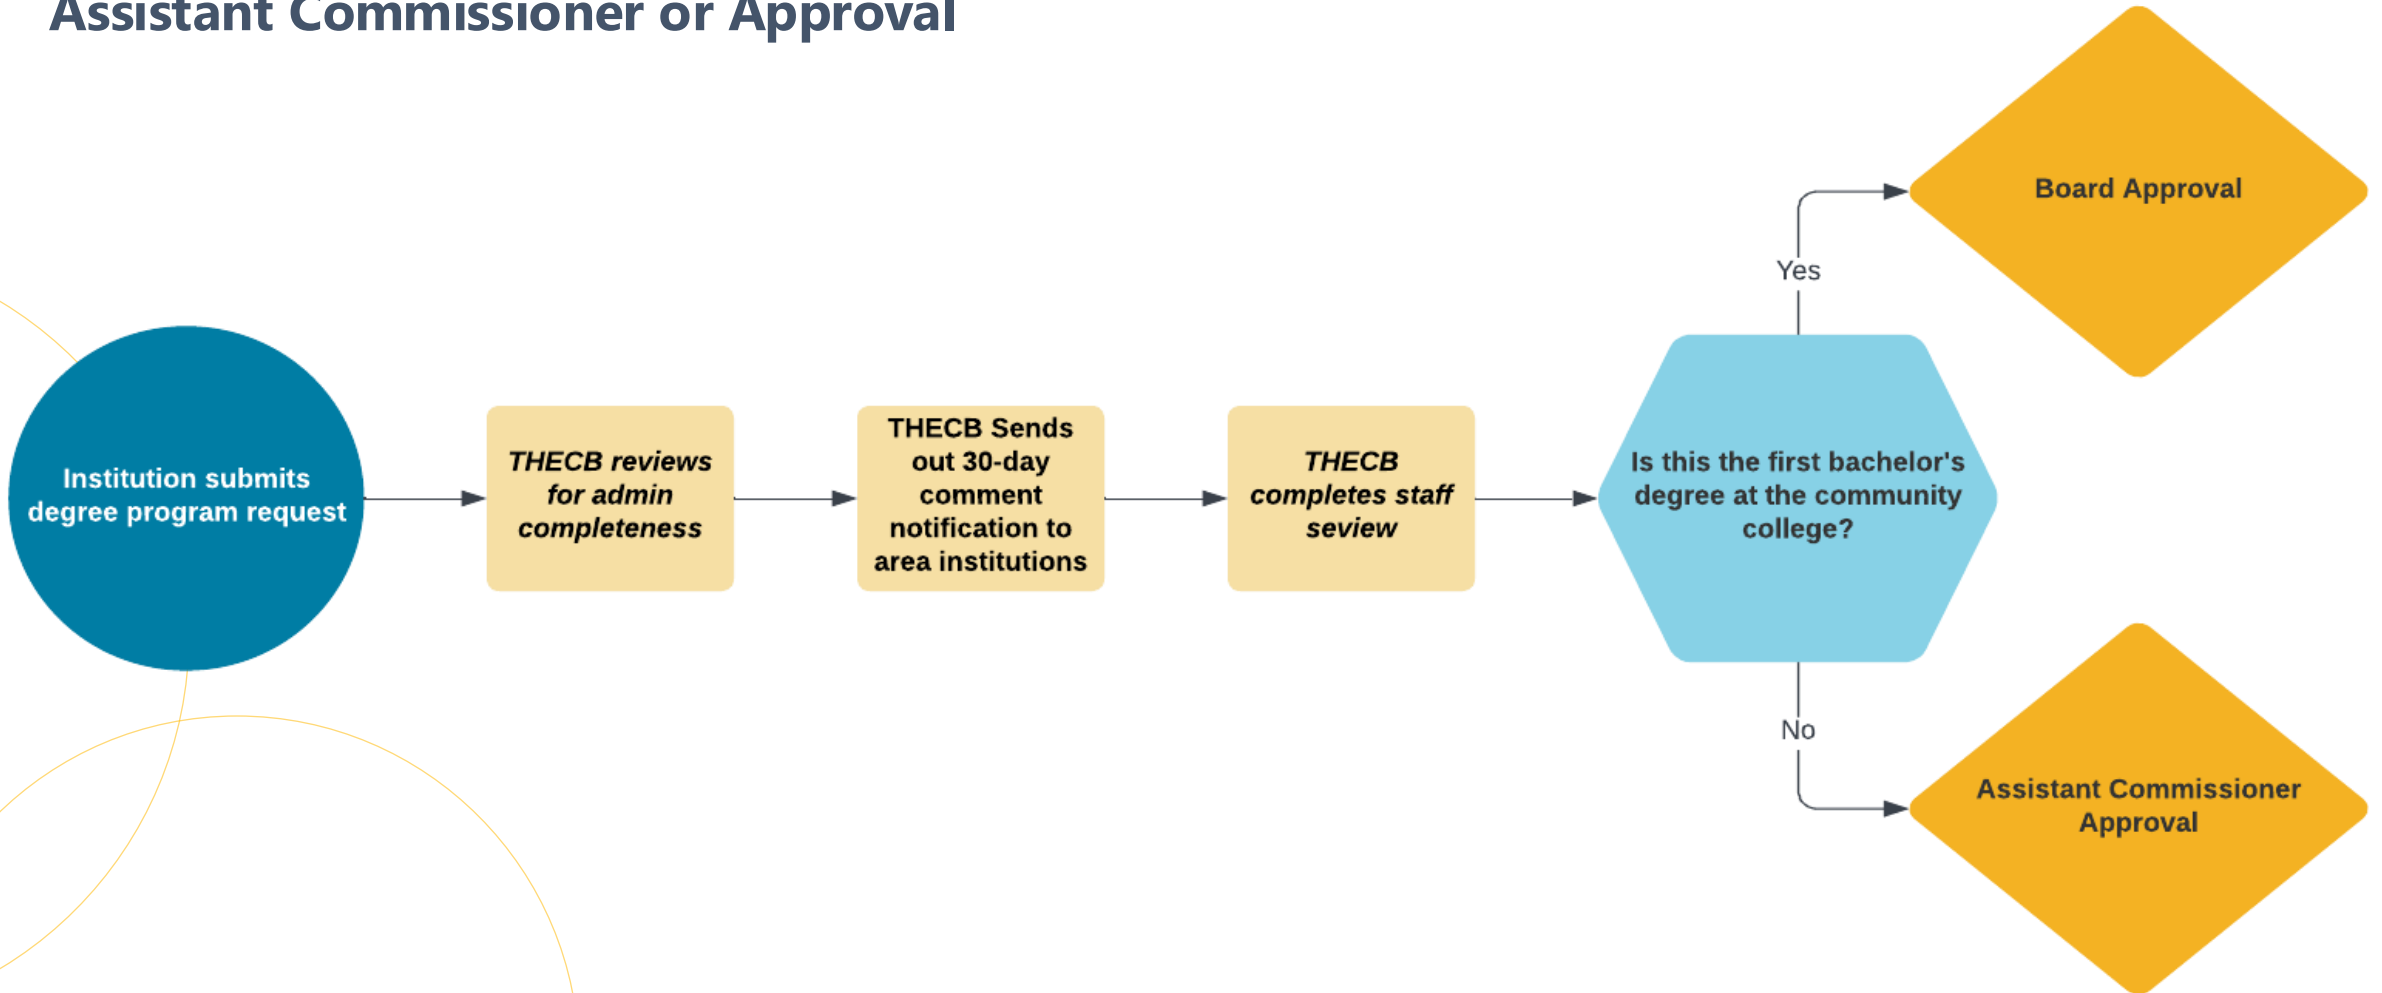 Assistant Commissioner or Approval
Institution submits
degree program request
THECB reviews
for admin
completeness
THECB Sends
out 30-day
comment
notification to
area institutions
THECB
completes staff
seview
Is this the first bachelor's
degree at the community
college?
Yes
Board Approval
No
Assistant Commissioner
Approval